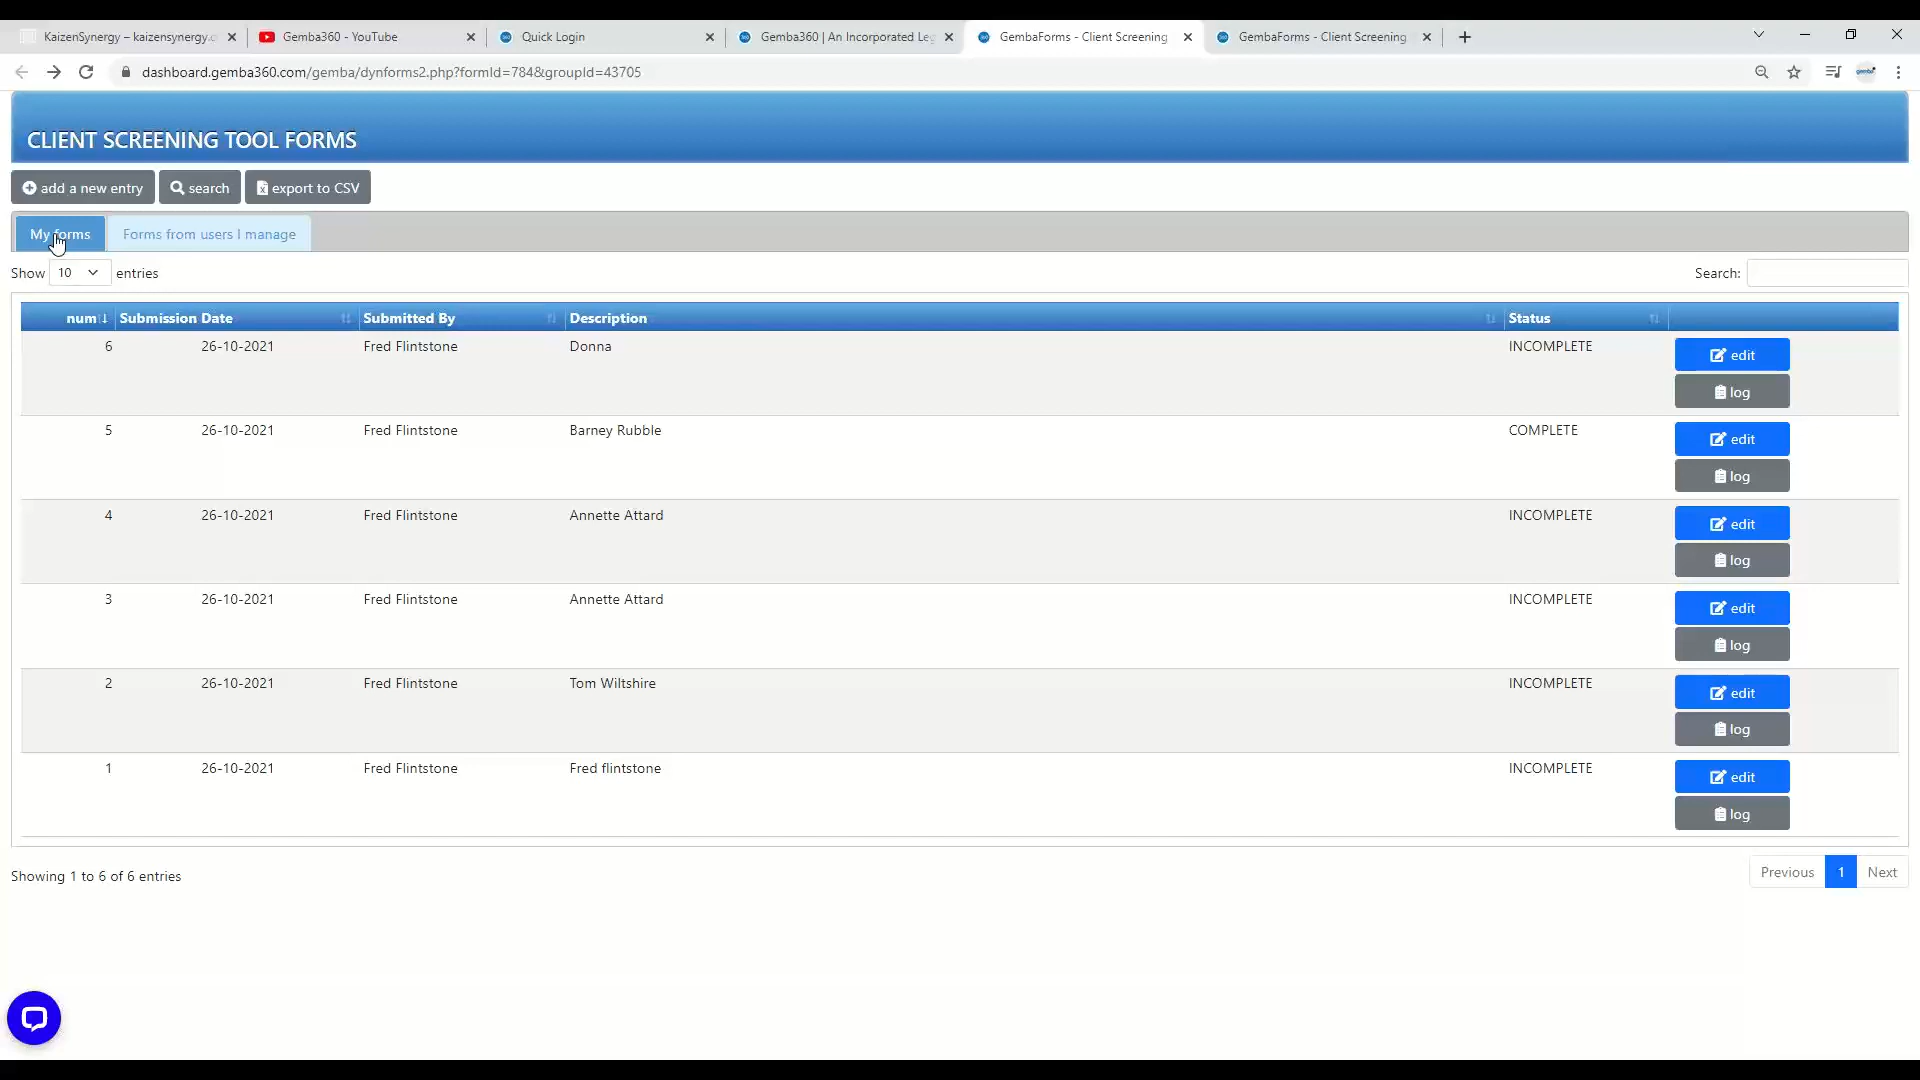 KaizenSynergy – kaizensynergy.c
Gemba360 - YouTube
Quick Login
Gemba360 | An Incorporated Leg
GembaForms - Client Screening
GembaForms - Client Screening
dashboard.gemba360.com/gemba/dynforms2.php?formId=784&groupId=43705
CLIENT SCREENING TOOL FORMS
add a new entry search export to CSV
My forms Forms from users I manage
Show 10 entries Search:
num Submission Date Submitted By Description Status
6 26-10-2021 Fred Flintstone Donna INCOMPLETE edit
log
5 26-10-2021 Fred Flintstone Barney Rubble COMPLETE edit
log
4 26-10-2021 Fred Flintstone Annette Attard INCOMPLETE edit
log
3 26-10-2021 Fred Flintstone Annette Attard INCOMPLETE edit
log
2 26-10-2021 Fred Flintstone Tom Wiltshire INCOMPLETE edit
log
1 26-10-2021 Fred Flintstone Fred flintstone INCOMPLETE edit
log
Showing 1 to 6 of 6 entries Previous 1 Next